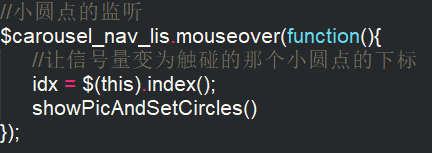 //小圆点的监听
$carousel_nav_lis.mouseover(function(){
//让信号量变为触碰的那个小圆点的下标
idx = $(this).index();
showPicAndSetCircles()
});